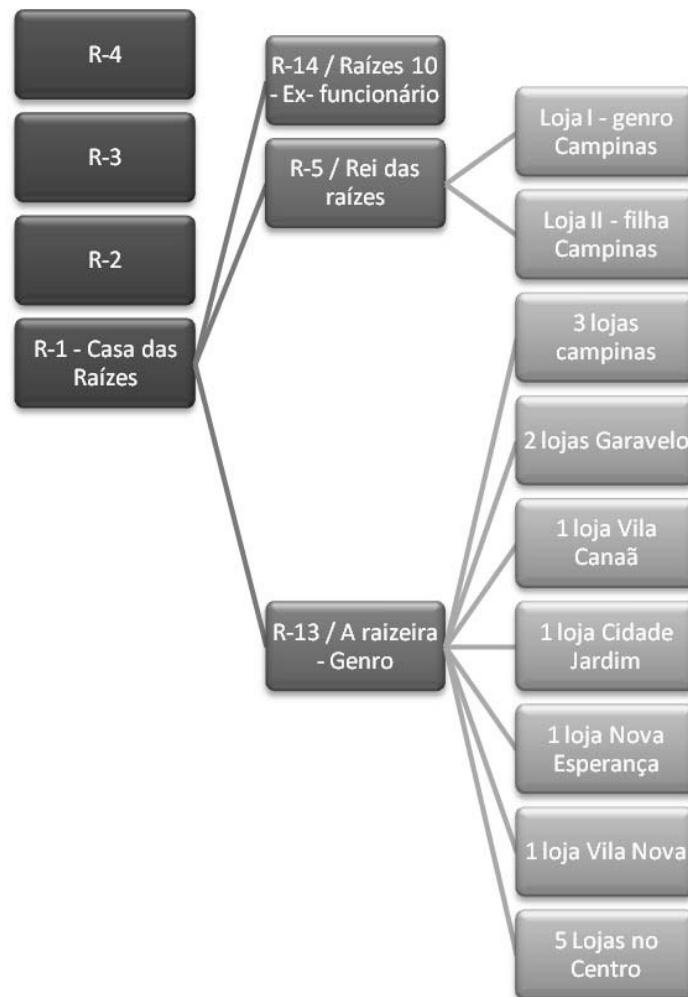 R-4
R-3
R-2
R-1 - Casa das
Raízes
R-14 / Raízes 10
- Ex- funcionário
R-5 / Rei das
raízes
R-13 / A raizeira
- Genro
Loja I - genro
Campinas
Loja II - filha
Campinas
3 lojas
campinas
2 lojas Garavelo
1 loja Vila
Canaã
1 loja Cidade
Jardim
1 loja Nova
Esperança
1 loja Vila Nova
5 Lojas no
Centro